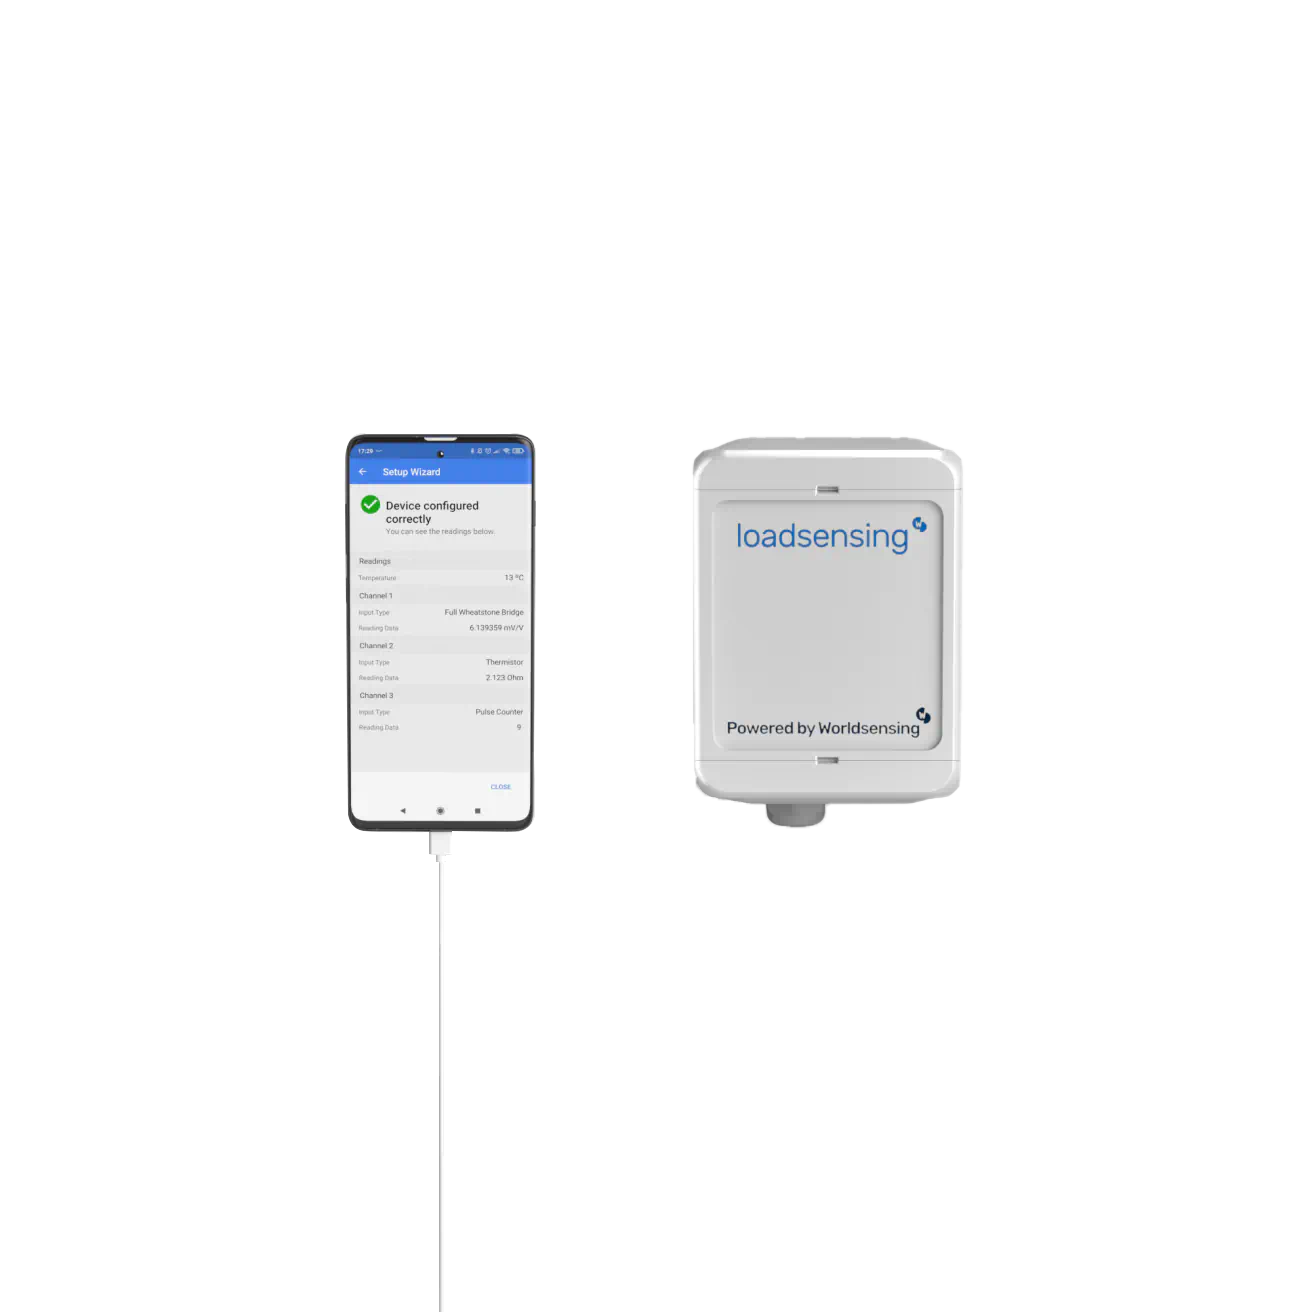 17:29
Setup Wizard
Device configured
correctly
You can see the readings below.
Readings
Temperature 13 ºC
Channel 1
Input Type Full Wheatstone Bridge
Reading Data 6.139359 mV/V
Channel 2
Input Type Thermistor
Reading Data 2.123 Ohm
Channel 3
Input Type Pulse Counter
Reading Data 9
CLOSE
loadsensing
W
Powered by Worldsensing
W